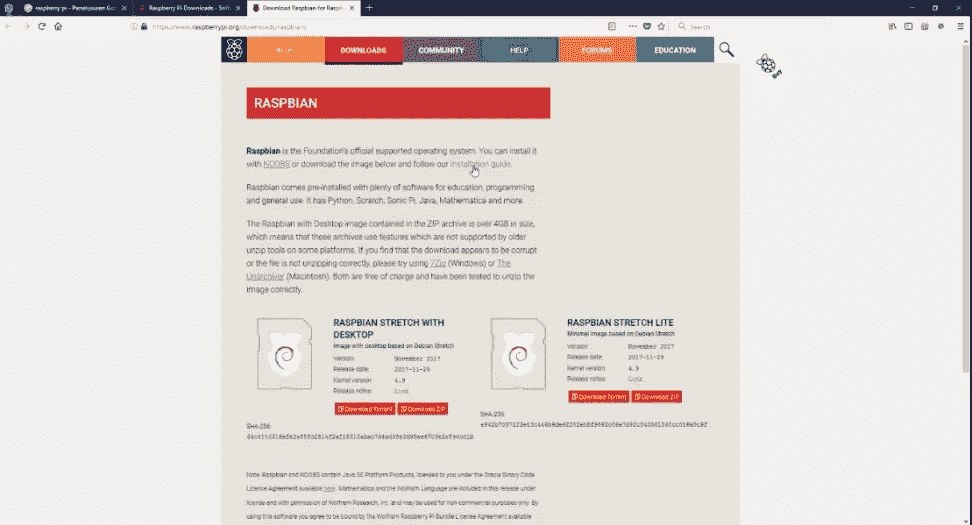 raspberry pi - Penelusuran Go
Raspberry Pi Downloads - Soft
Download Raspbian for Raspb
https://www.raspberrypi.org/downloads/raspbian/
Search
DOWNLOADS
COMMUNITY
HELP
FORUMS
EDUCATION
Buy
RASPBIAN
Raspbian is the Foundation's official supported operating system. You can install it
with NOOBS or download the image below and follow our installation guide.
Raspbian comes pre-installed with plenty of software for education, programming
and general use. It has Python, Scratch, Sonic Pi, Java, Mathematica and more.
The Raspbian with Desktop image contained in the ZIP archive is over 4GB in size,
which means that these archives use features which are not supported by older
unzip tools on some platforms. If you find that the download appears to be corrupt
or the file is not unzipping correctly, please try using 7Zip (Windows) or The
Unarchiver (Macintosh). Both are free of charge and have been tested to unzip the
image correctly.
RASPBIAN STRETCH WITH
DESKTOP
Image with desktop based on Debian Stretch
Version: November 2017
Release date: 2017-11-29
Kernel version: 4.9
Release notes: Link
Download Torrent Download ZIP
SHA-256:
RASPBIAN STRETCH LITE
Minimal image based on Debian Stretch
Version: November 2017
Release date: 2017-11-29
Kernel version: 4.9
Release notes: Link
Download Torrent Download ZIP
SHA-256:
Note: Raspbian and NOOBS contain Java SE Platform Products, licensed to you under the Oracle Binary Code
Licence Agreement available here. Mathematica and the Wolfram Language are included in this release under
license and with permission of Wolfram Research, Inc. and may be used for non-commercial purposes only. By
using this software you agree to be bound by the Wolfram Raspberry Pi Bundle License Agreement available